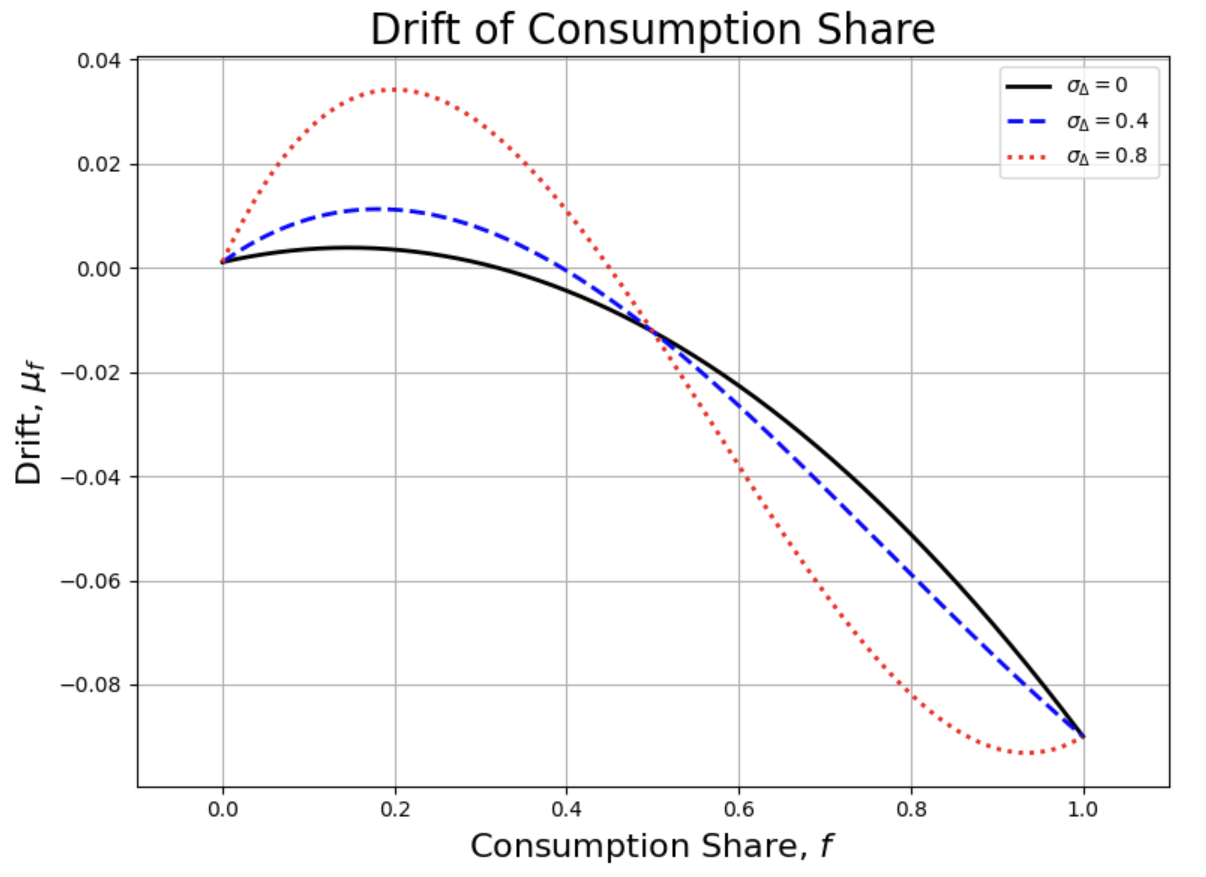 Drift of Consumption Share
0.04
0.02
0.00
−0.02
−0.04
−0.06
−0.08
Drift, μ_f
σ_Δ = 0
σ_Δ = 0.4
σ_Δ = 0.8
0.0 0.2 0.4 0.6 0.8 1.0
Consumption Share, f